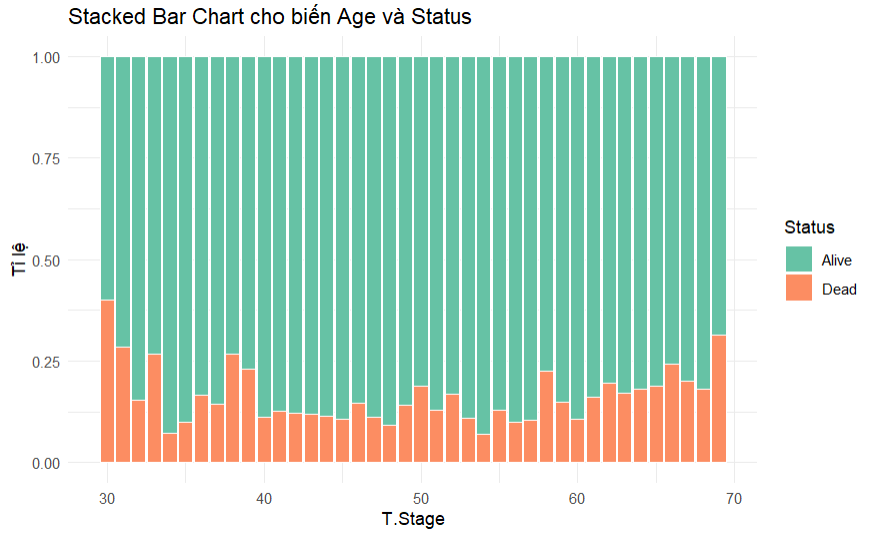 Stacked Bar Chart cho biến Age và Status
1.00
0.75
0.50
0.25
0.00
Tỉ lệ
30 40 50 60 70
T.Stage
Status
Alive
Dead